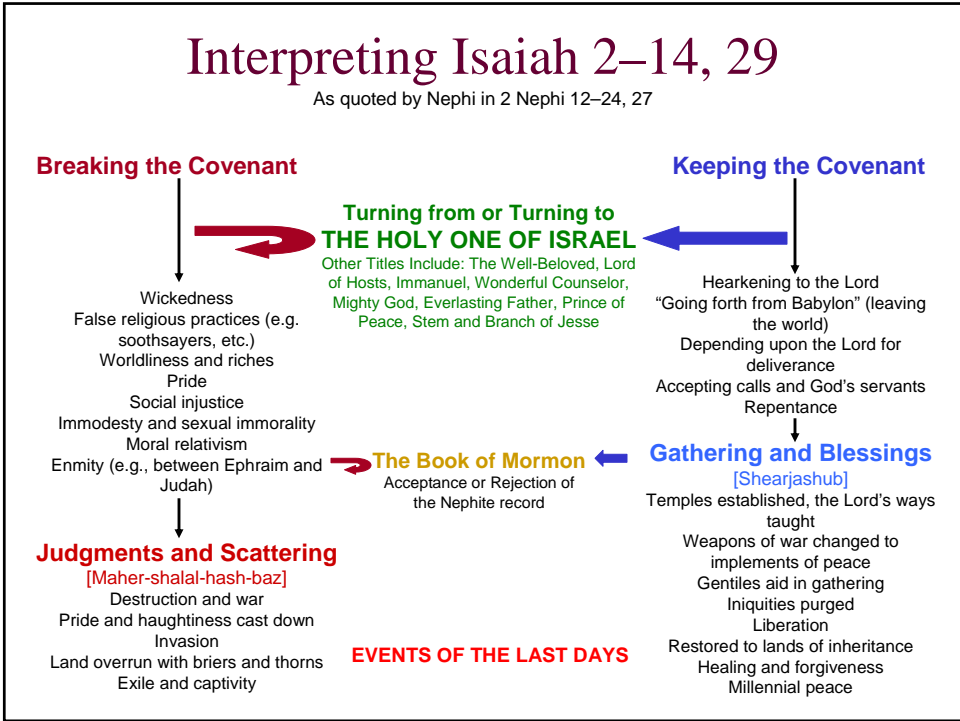 Interpreting Isaiah 2–14, 29
As quoted by Nephi in 2 Nephi 12–24, 27
Breaking the Covenant
Wickedness
False religious practices (e.g.
soothsayers, etc.)
Worldliness and riches
Pride
Social injustice
Immodesty and sexual immorality
Moral relativism
Enmity (e.g., between Ephraim and
Judah)
Judgments and Scattering
[Maher-shalal-hash-baz]
Destruction and war
Pride and haughtiness cast down
Invasion
Land overrun with briers and thorns
Exile and captivity
Turning from or Turning to
THE HOLY ONE OF ISRAEL
Other Titles Include: The Well-Beloved, Lord
of Hosts, Immanuel, Wonderful Counselor,
Mighty God, Everlasting Father, Prince of
Peace, Stem and Branch of Jesse
The Book of Mormon
Acceptance or Rejection of
the Nephite record
EVENTS OF THE LAST DAYS
Keeping the Covenant
Hearkening to the Lord
“Going forth from Babylon” (leaving
the world)
Depending upon the Lord for
deliverance
Accepting calls and God’s servants
Repentance
Gathering and Blessings
[Shearjashub]
Temples established, the Lord’s ways
taught
Weapons of war changed to
implements of peace
Gentiles aid in gathering
Iniquities purged
Liberation
Restored to lands of inheritance
Healing and forgiveness
Millennial peace